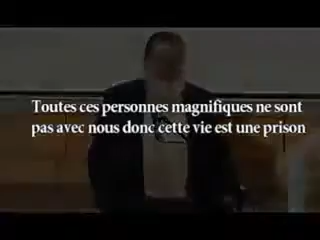 Toutes ces personnes magnifiques ne sont
pas avec nous donc cette vie est une prison